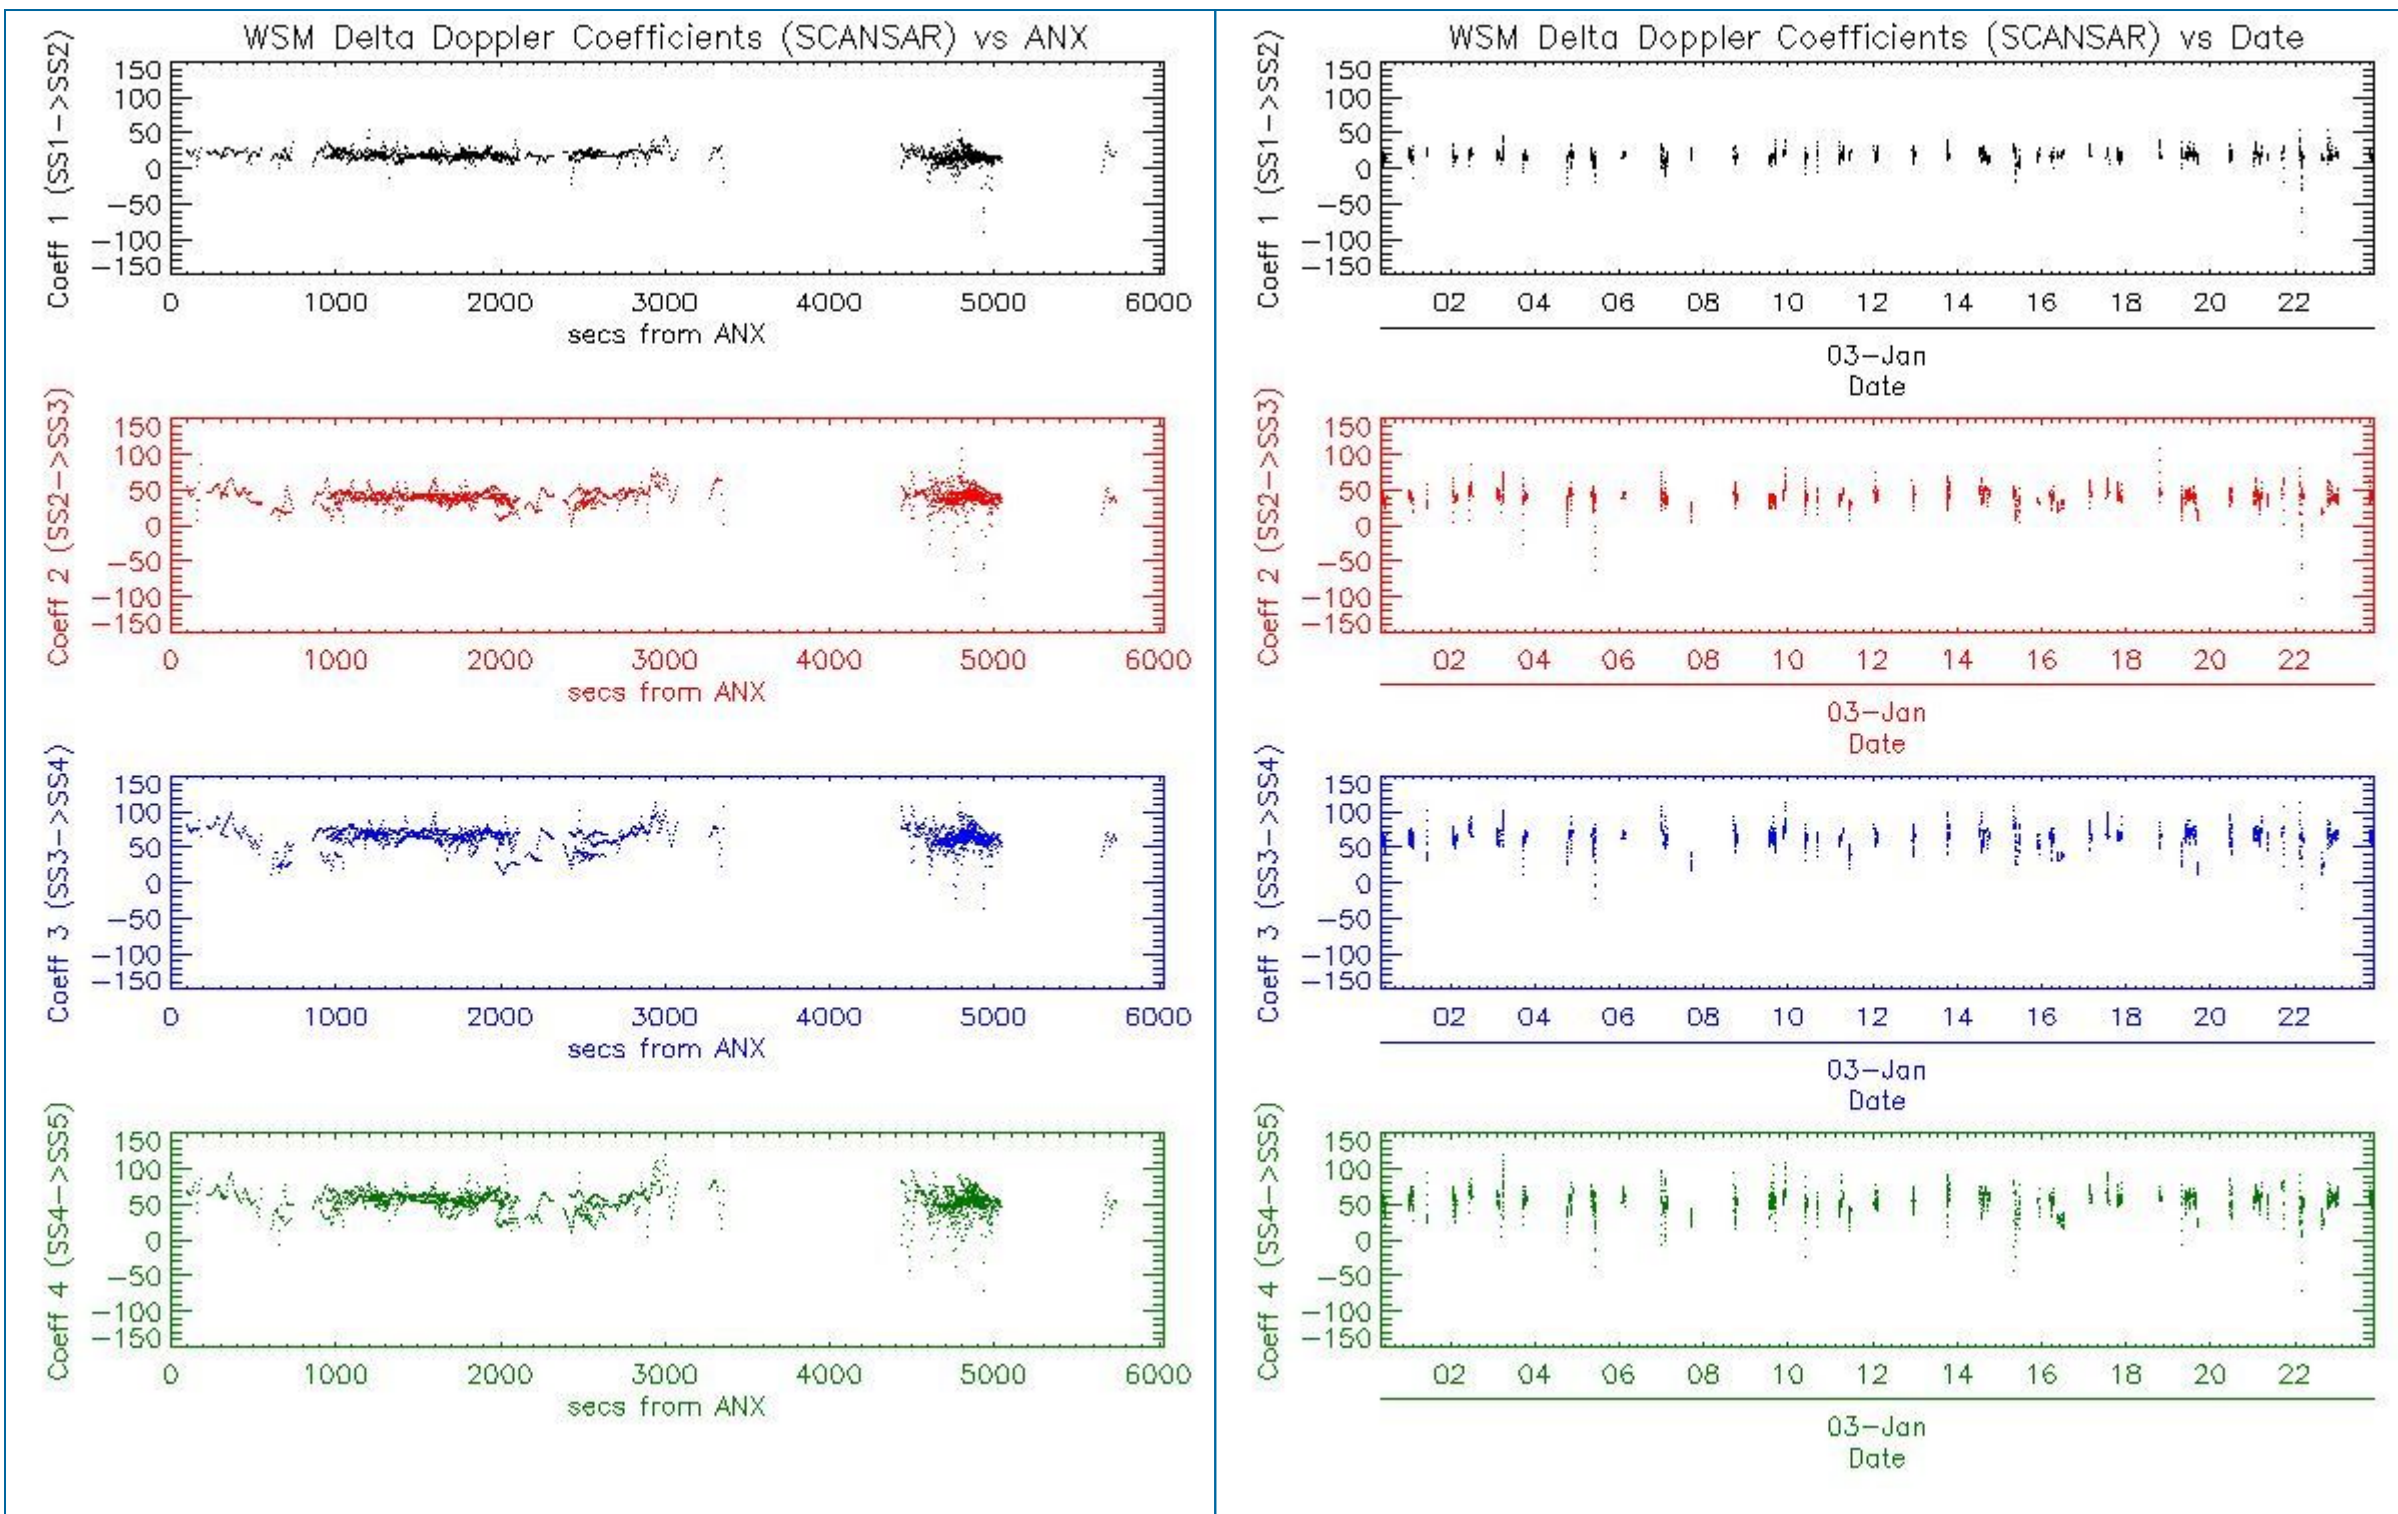 WSM Delta Doppler Coefficients (SCANSAR) vs ANX
Coeff 1 (SS1->SS2)
150
100
50
0
-50
-100
-150
0 1000 2000 3000 4000 5000 6000
secs from ANX
Coeff 2 (SS2->SS3)
150
100
50
0
-50
-100
-150
0 1000 2000 3000 4000 5000 6000
secs from ANX
Coeff 3 (SS3->SS4)
150
100
50
0
-50
-100
-150
0 1000 2000 3000 4000 5000 6000
secs from ANX
Coeff 4 (SS4->SS5)
150
100
50
0
-50
-100
-150
0 1000 2000 3000 4000 5000 6000
secs from ANX
WSM Delta Doppler Coefficients (SCANSAR) vs Date
Coeff 1 (SS1->SS2)
150
100
50
0
-50
-100
-150
02 04 06 08 10 12 14 16 18 20 22
03-Jan
Date
Coeff 2 (SS2->SS3)
150
100
50
0
-50
-100
-150
02 04 06 08 10 12 14 16 18 20 22
03-Jan
Date
Coeff 3 (SS3->SS4)
150
100
50
0
-50
-100
-150
02 04 06 08 10 12 14 16 18 20 22
03-Jan
Date
Coeff 4 (SS4->SS5)
150
100
50
0
-50
-100
-150
02 04 06 08 10 12 14 16 18 20 22
03-Jan
Date